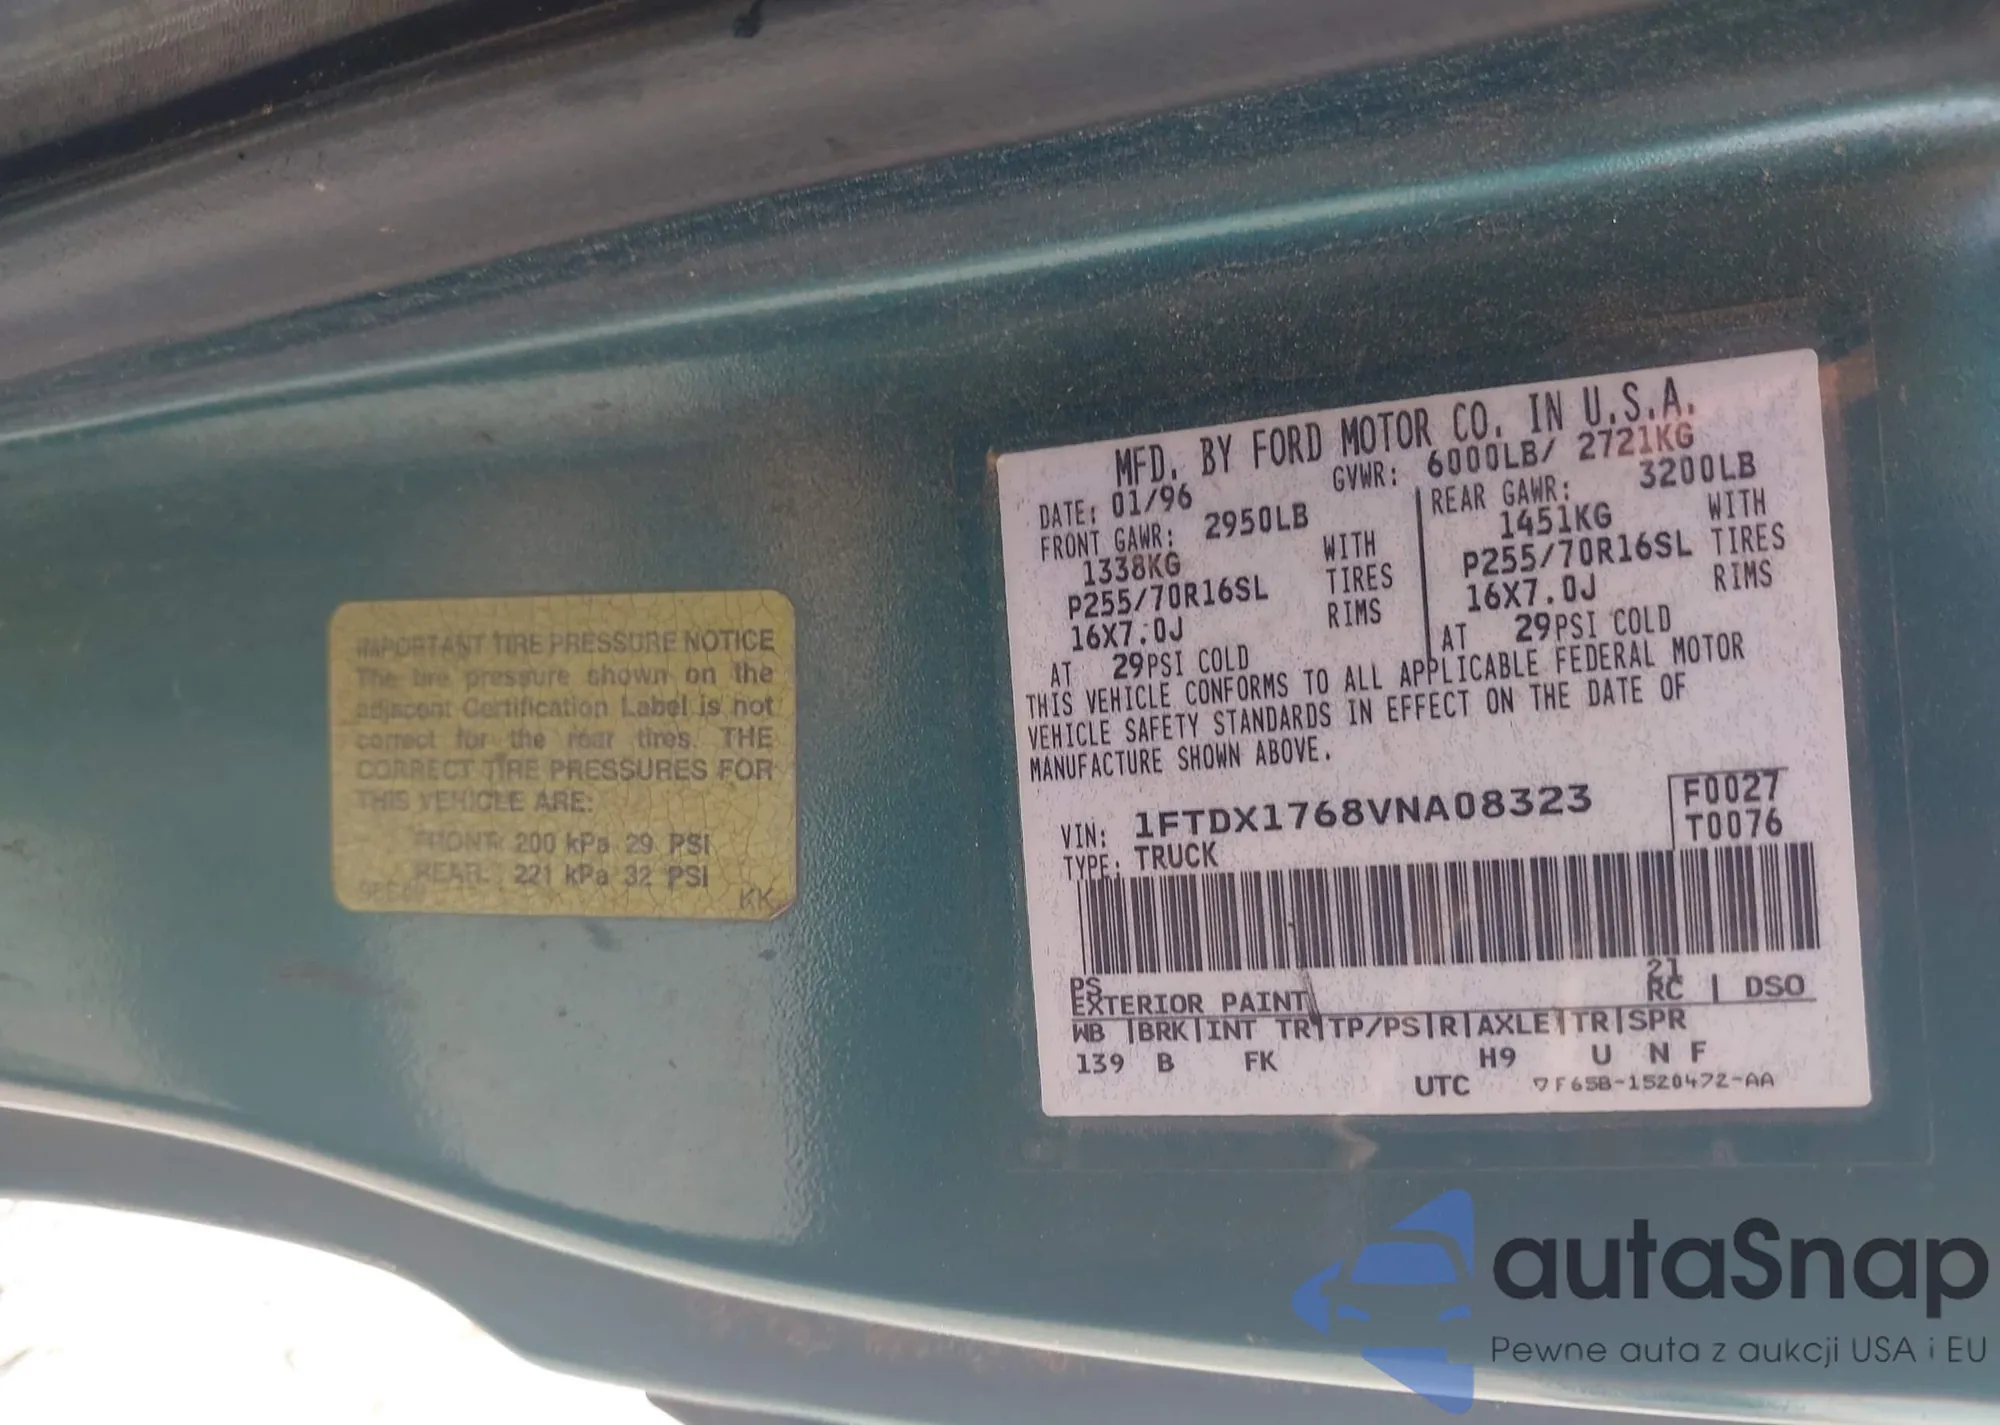 IMPORTANT TIRE PRESSURE NOTICE
The tire pressure shown on the
adjacent Certification Label is not
correct for the rear tires. THE
CORRECT TIRE PRESSURES FOR
THIS VEHICLE ARE:
FRONT: 200 kPa 29 PSI
REAR: 221 kPa 32 PSI
KK
MFD. BY FORD MOTOR CO. IN U.S.A.
DATE: 01/96 GVWR: 6000LB/ 2721KG
FRONT GAWR: 2950LB REAR GAWR: 3200LB
1338KG WITH 1451KG WITH
P255/70R16SL TIRES P255/70R16SL TIRES
16X7.0J RIMS 16X7.0J RIMS
AT 29PSI COLD AT 29PSI COLD
THIS VEHICLE CONFORMS TO ALL APPLICABLE FEDERAL MOTOR
VEHICLE SAFETY STANDARDS IN EFFECT ON THE DATE OF
MANUFACTURE SHOWN ABOVE.
VIN: 1FTDX1768VNA08323 F0027
TYPE: TRUCK T0076
PS 21
EXTERIOR PAINT RC | DSO
WB |BRK|INT TR|TP/PS|R|AXLE|TR|SPR
139 B FK H9 U N F
UTC ▽F65B-1520472-AA
autaSnap
Pewne auta z aukcji USA i EU